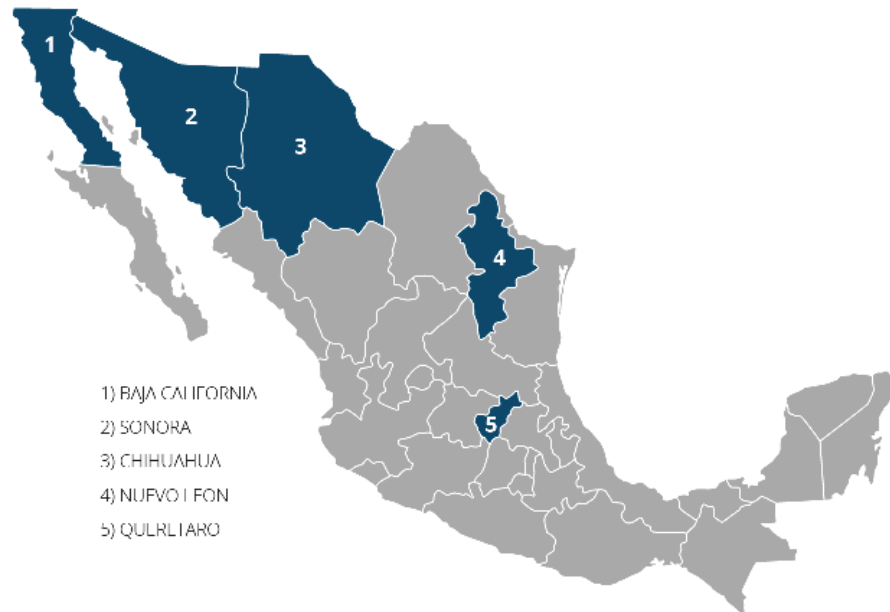 1
2
3
4
5
1) BAJA CALIFORNIA
2) SONORA
3) CHIHUAHUA
4) NUEVO LEON
5) QUERETARO